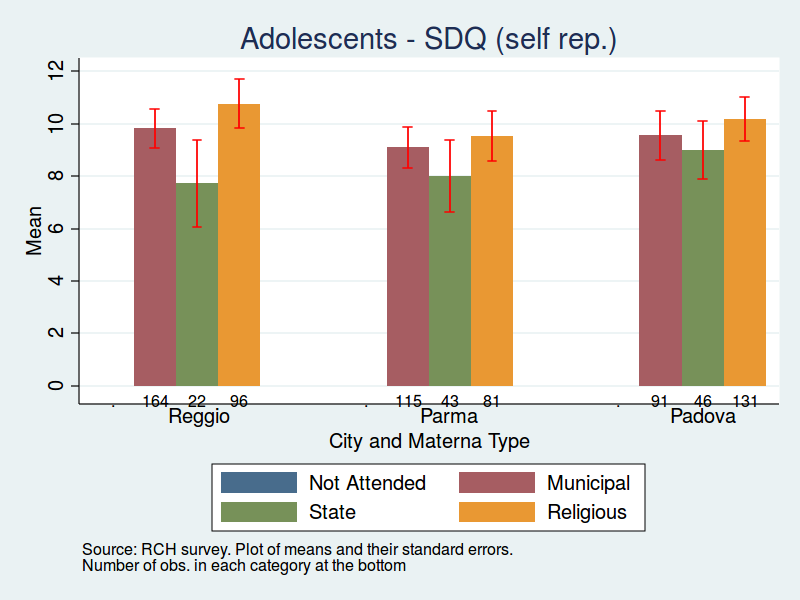 Adolescents - SDQ (self rep.)
12
10
8
6
4
2
0
Mean
. 164 22 96 . 115 43 81 . 91 46 131
Reggio Parma Padova
City and Materna Type
Not Attended Municipal
State Religious
Source: RCH survey. Plot of means and their standard errors.
Number of obs. in each category at the bottom